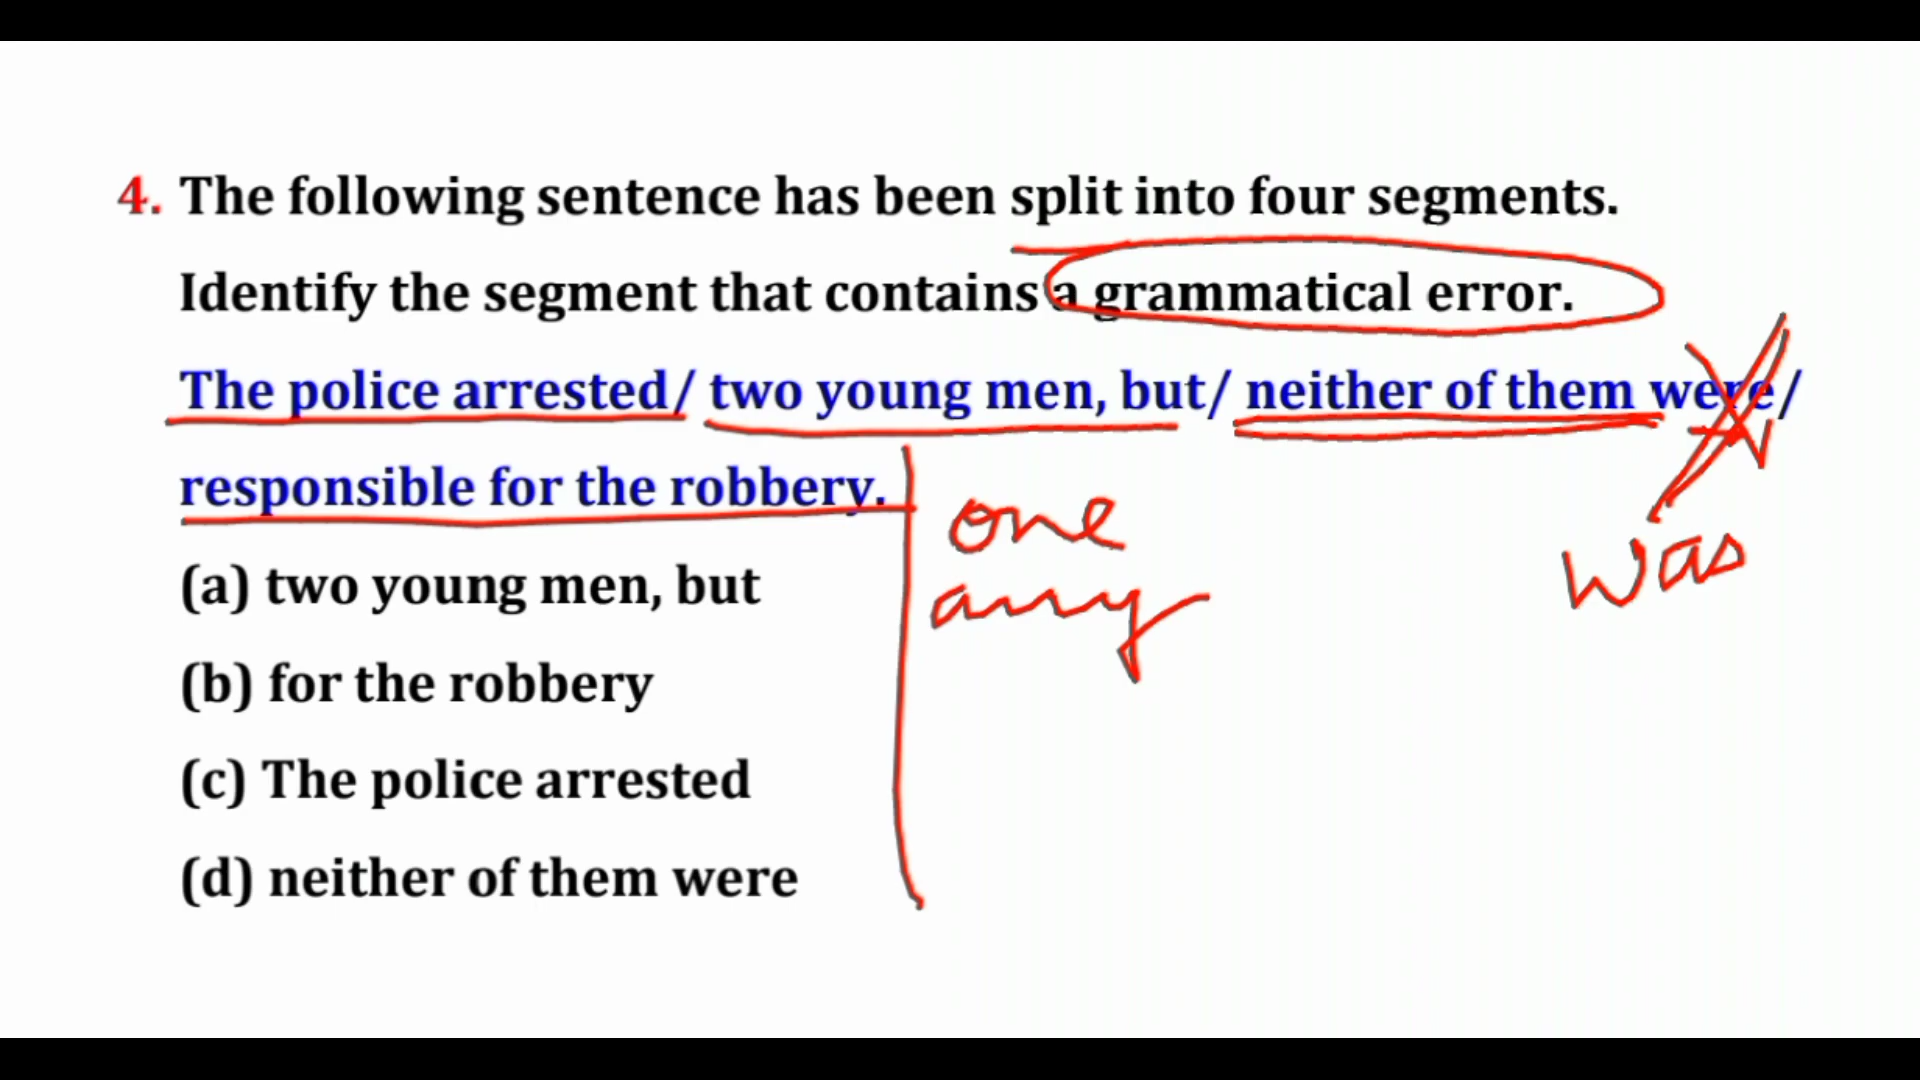 4. The following sentence has been split into four segments.
Identify the segment that contains a grammatical error.
The police arrested/ two young men, but/ neither of them were/
responsible for the robbery.
one
any
was
(a) two young men, but
(b) for the robbery
(c) The police arrested
(d) neither of them were